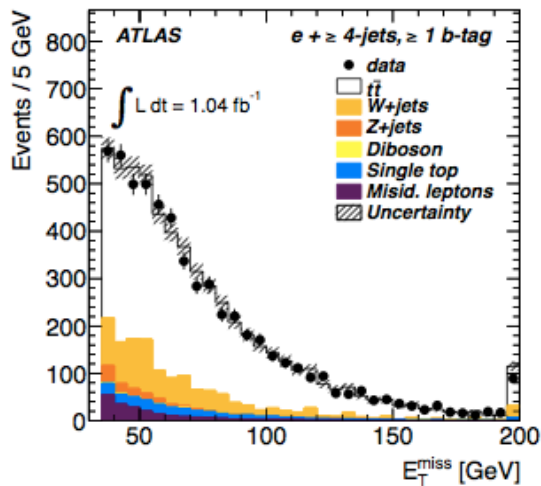 ATLAS
e + ≥ 4-jets, ≥ 1 b-tag
∫ L dt = 1.04 fb⁻¹
data
tt̄
W+jets
Z+jets
Diboson
Single top
Misid. leptons
Uncertainty
Events / 5 GeV
800
700
600
500
400
300
200
100
0
50 100 150 200
E_T^miss [GeV]